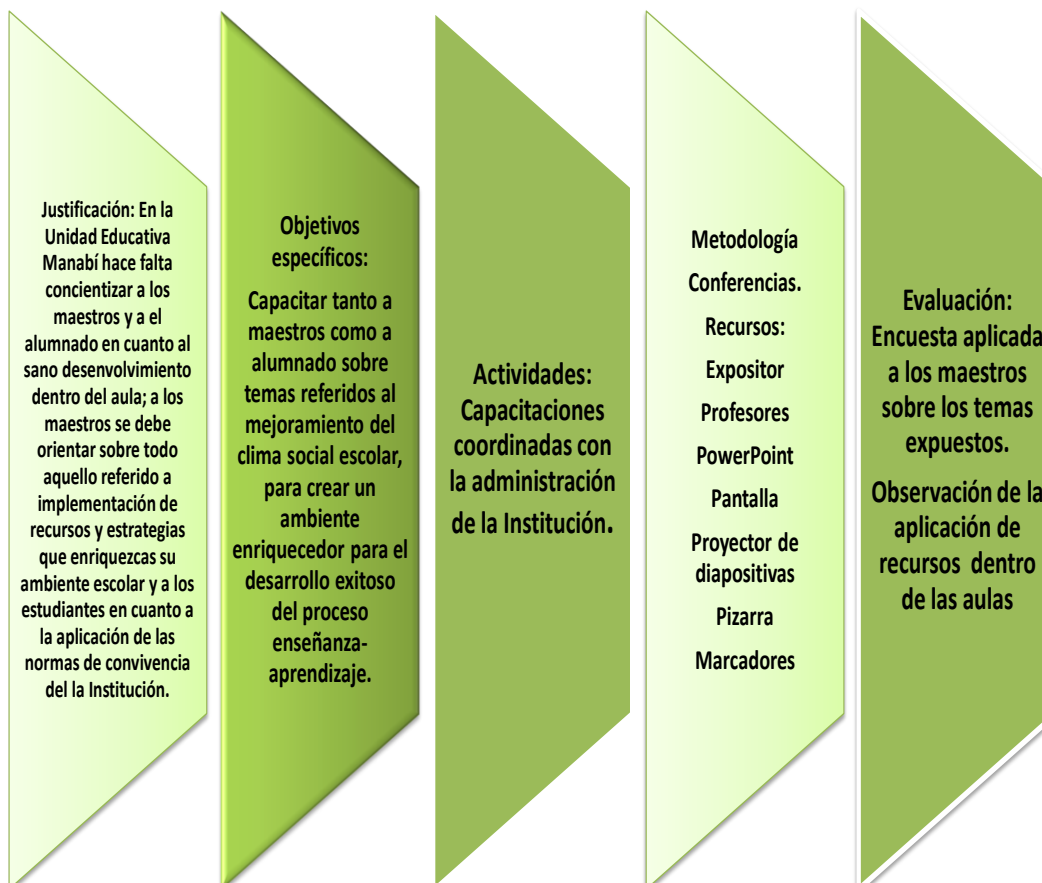 Justificación: En la
Unidad Educativa
Manabí hace falta
concientizar a los
maestros y a el
alumnado en cuanto al
sano desenvolvimiento
dentro del aula; a los
maestros se debe
orientar sobre todo
aquello referido a
implementación de
recursos y estrategias
que enriquezcas su
ambiente escolar y a los
estudiantes en cuanto a
la aplicación de las
normas de convivencia
del la Institución.
Objetivos
específicos:
Capacitar tanto a
maestros como a
alumnado sobre
temas referidos al
mejoramiento del
clima social escolar,
para crear un
ambiente
enriquecedor para el
desarrollo exitoso
del proceso
enseñanza-
aprendizaje.
Actividades:
Capacitaciones
coordinadas con
la administración
de la Institución.
Metodología
Conferencias.
Recursos:
Expositor
Profesores
PowerPoint
Pantalla
Proyector de
diapositivas
Pizarra
Marcadores
Evaluación:
Encuesta aplicada
a los maestros
sobre los temas
expuestos.
Observación de la
aplicación de
recursos dentro
de las aulas